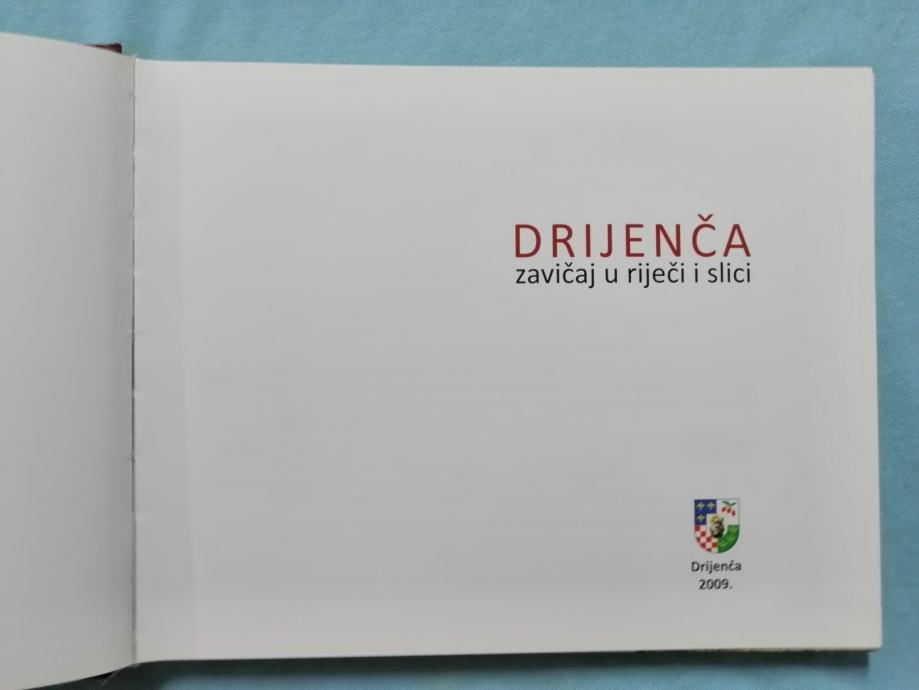 DRIJENČA
zavičaj u riječi i slici
Drijenča
2009.